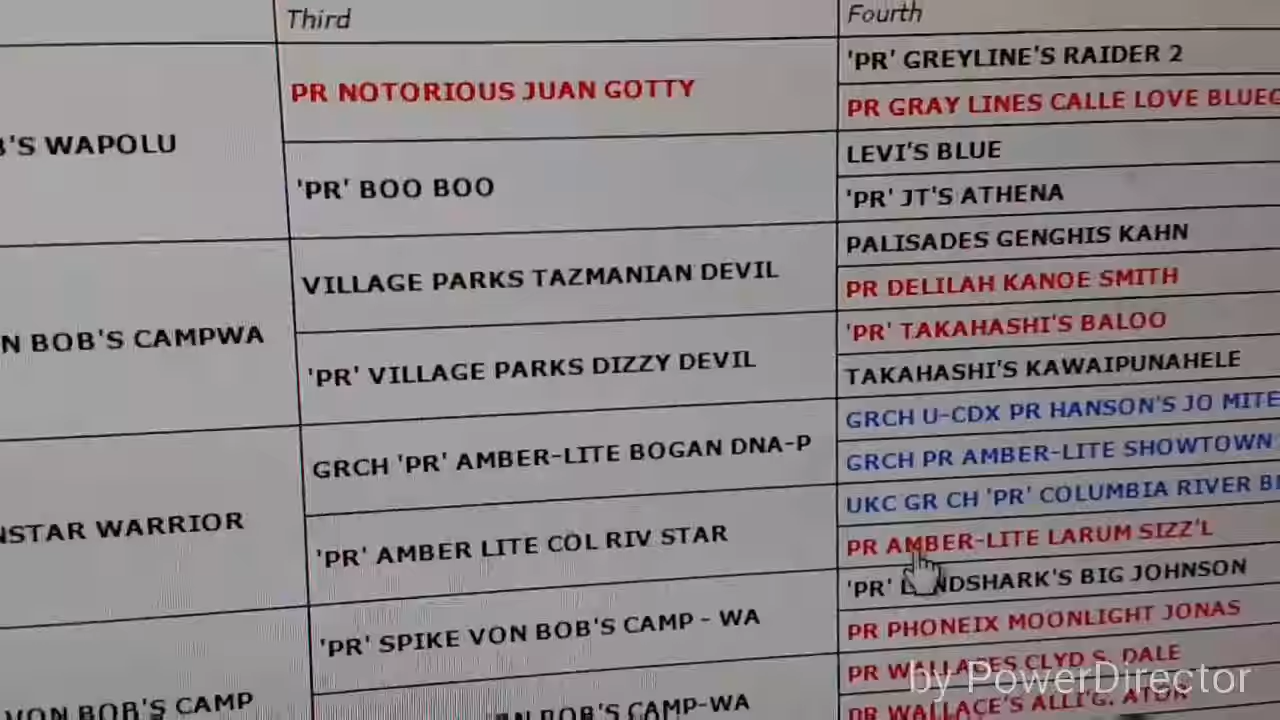 Third
Fourth
'S WAPOLU
N BOB'S CAMPWA
NSTAR WARRIOR
VON BOB'S CAMP
PR NOTORIOUS JUAN GOTTY
'PR' BOO BOO
VILLAGE PARKS TAZMANIAN DEVIL
'PR' VILLAGE PARKS DIZZY DEVIL
GRCH 'PR' AMBER-LITE BOGAN DNA-P
'PR' AMBER LITE COL RIV STAR
'PR' SPIKE VON BOB'S CAMP - WA
N BOB'S CAMP-WA
'PR' GREYLINE'S RAIDER 2
PR GRAY LINES CALLE LOVE BLUEG
LEVI'S BLUE
'PR' JT'S ATHENA
PALISADES GENGHIS KAHN
PR DELILAH KANOE SMITH
'PR' TAKAHASHI'S BALOO
TAKAHASHI'S KAWAIPUNAHELE
GRCH U-CDX PR HANSON'S JO MITE
GRCH PR AMBER-LITE SHOWTOWN
UKC GR CH 'PR' COLUMBIA RIVER
PR AMBER-LITE LARUM SIZZ'L
'PR' BIG JOHNSON
PR PHONEIX MOONLIGHT JONAS
PR WALLACES CLYD S. DALE
PR WALLACE'S ALLI'G. ATON
by PowerDirector